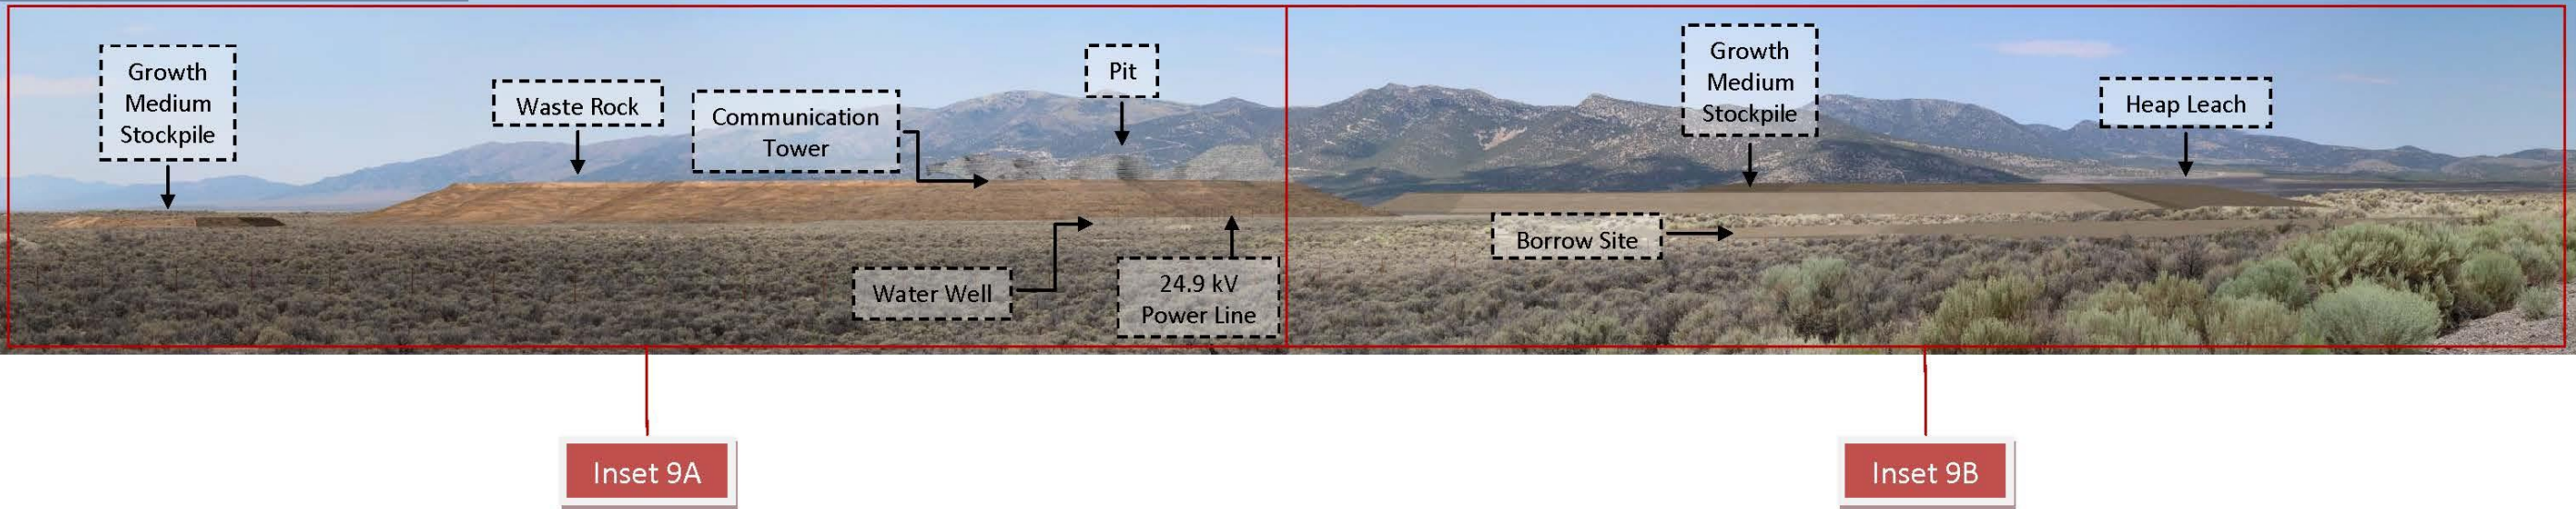 Growth
Medium
Stockpile
Waste Rock
Communication
Tower
Pit
Growth
Medium
Stockpile
Heap Leach
Water Well
24.9 kV
Power Line
Borrow Site
Inset 9A
Inset 9B